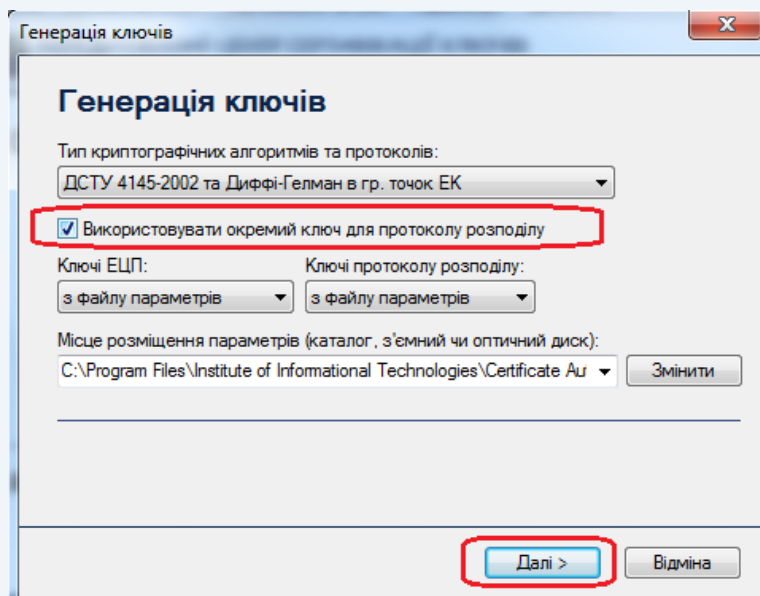 Генерація ключів
Генерація ключів
Тип криптографічних алгоритмів та протоколів:
ДСТУ 4145-2002 та Диффі-Гелман в гр. точок ЕК
Використовувати окремий ключ для протоколу розподілу
Ключі ЕЦП: Ключі протоколу розподілу:
з файлу параметрів з файлу параметрів
Місце розміщення параметрів (каталог, з'ємний чи оптичний диск):
C:\Program Files\Institute of Informational Technologies\Certificate Au Змінити
Далі > Відміна